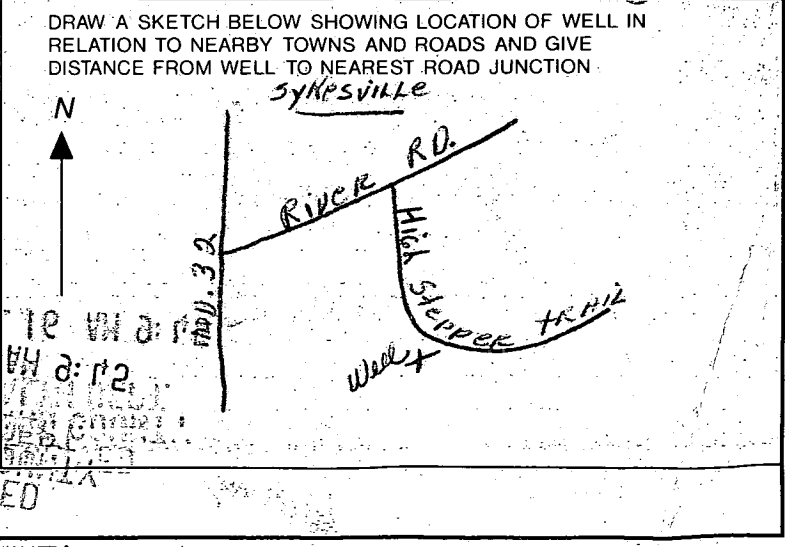 DRAW A SKETCH BELOW SHOWING LOCATION OF WELL IN
RELATION TO NEARBY TOWNS AND ROADS AND GIVE
DISTANCE FROM WELL TO NEAREST ROAD JUNCTION
SYKESVILLE
N
RIVER RD.
MD. 32
High Stepper TRAIL
Well